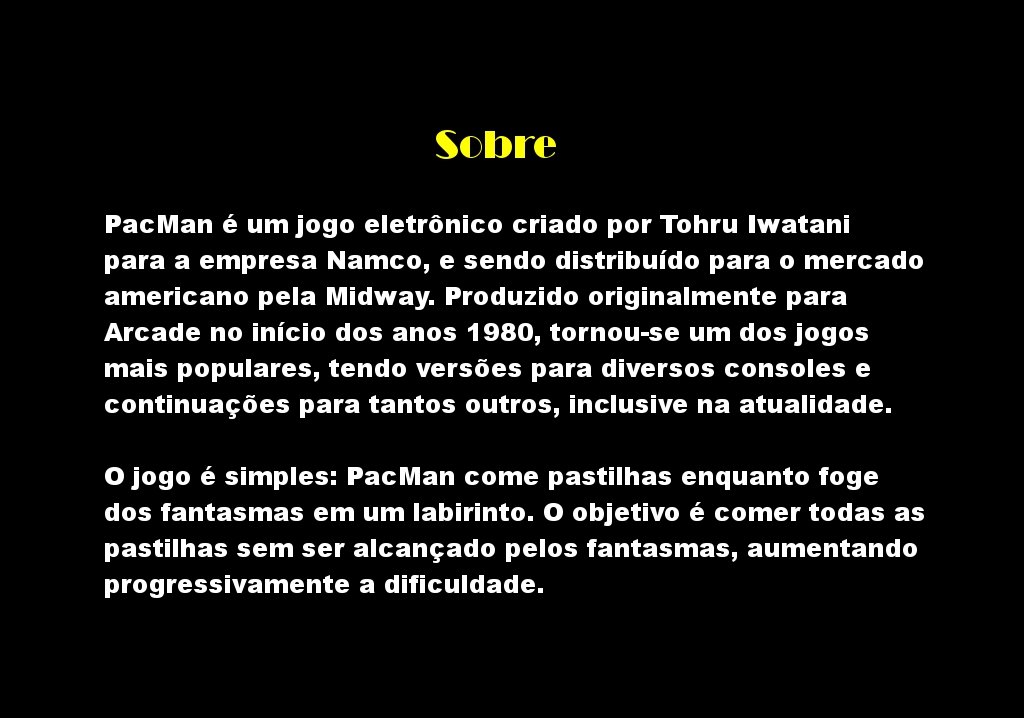 Sobre
PacMan é um jogo eletrônico criado por Tohru Iwatani
para a empresa Namco, e sendo distribuído para o mercado
americano pela Midway. Produzido originalmente para
Arcade no início dos anos 1980, tornou-se um dos jogos
mais populares, tendo versões para diversos consoles e
continuações para tantos outros, inclusive na atualidade.
O jogo é simples: PacMan come pastilhas enquanto foge
dos fantasmas em um labirinto. O objetivo é comer todas as
pastilhas sem ser alcançado pelos fantasmas, aumentando
progressivamente a dificuldade.